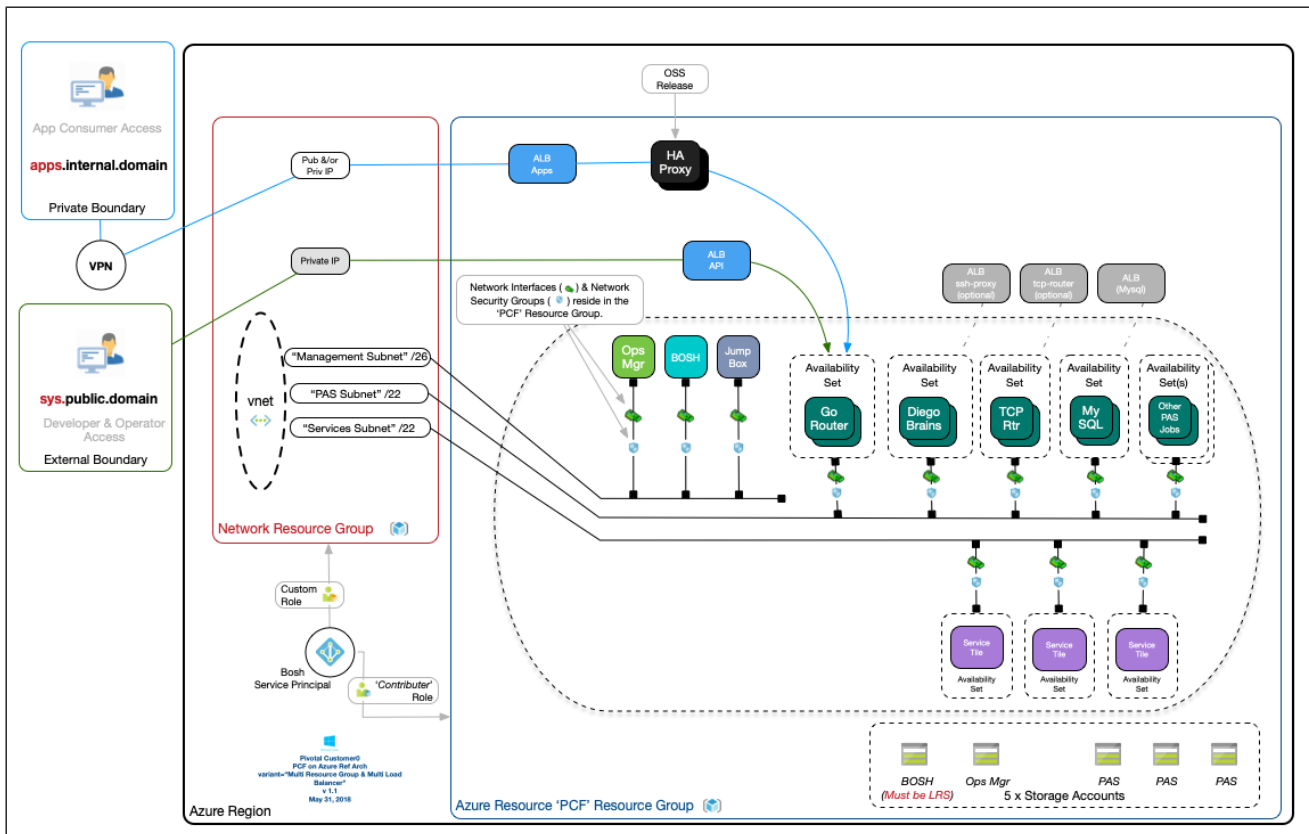 App Consumer Access
apps.internal.domain
Private Boundary
VPN
sys.public.domain
Developer & Operator
Access
External Boundary
OSS
Release
Pub &/or
Priv IP
ALB
Apps
HA
Proxy
Private IP
ALB
API
Network Interfaces ( ) & Network
Security Groups ( ) reside in the
‘PCF’ Resource Group.
ALB
ssh-proxy
(optional)
ALB
tcp-router
(optional)
ALB
(Mysql)
vnet
“Management Subnet” /26
“PAS Subnet” /22
“Services Subnet” /22
Ops
Mgr
BOSH
Jump
Box
Availability
Set
Go
Router
Availability
Set
Diego
Brains
Availability
Set
TCP
Rtr
Availability
Set
My
SQL
Availability
Set(s)
Other
PAS
Jobs
Network Resource Group
Custom
Role
Bosh
Service Principal
‘Contributer’
Role
Service
Tile
Availability
Set
Service
Tile
Availability
Set
Service
Tile
Availability
Set
Pivotal Customer0
PCF on Azure Ref Arch
variant=“Multi Resource Group & Multi Load
Balancer”
v 1.1
May 31, 2018
Azure Region
Azure Resource ‘PCF’ Resource Group
BOSH
(Must be LRS)
Ops Mgr
PAS
PAS
PAS
5 x Storage Accounts